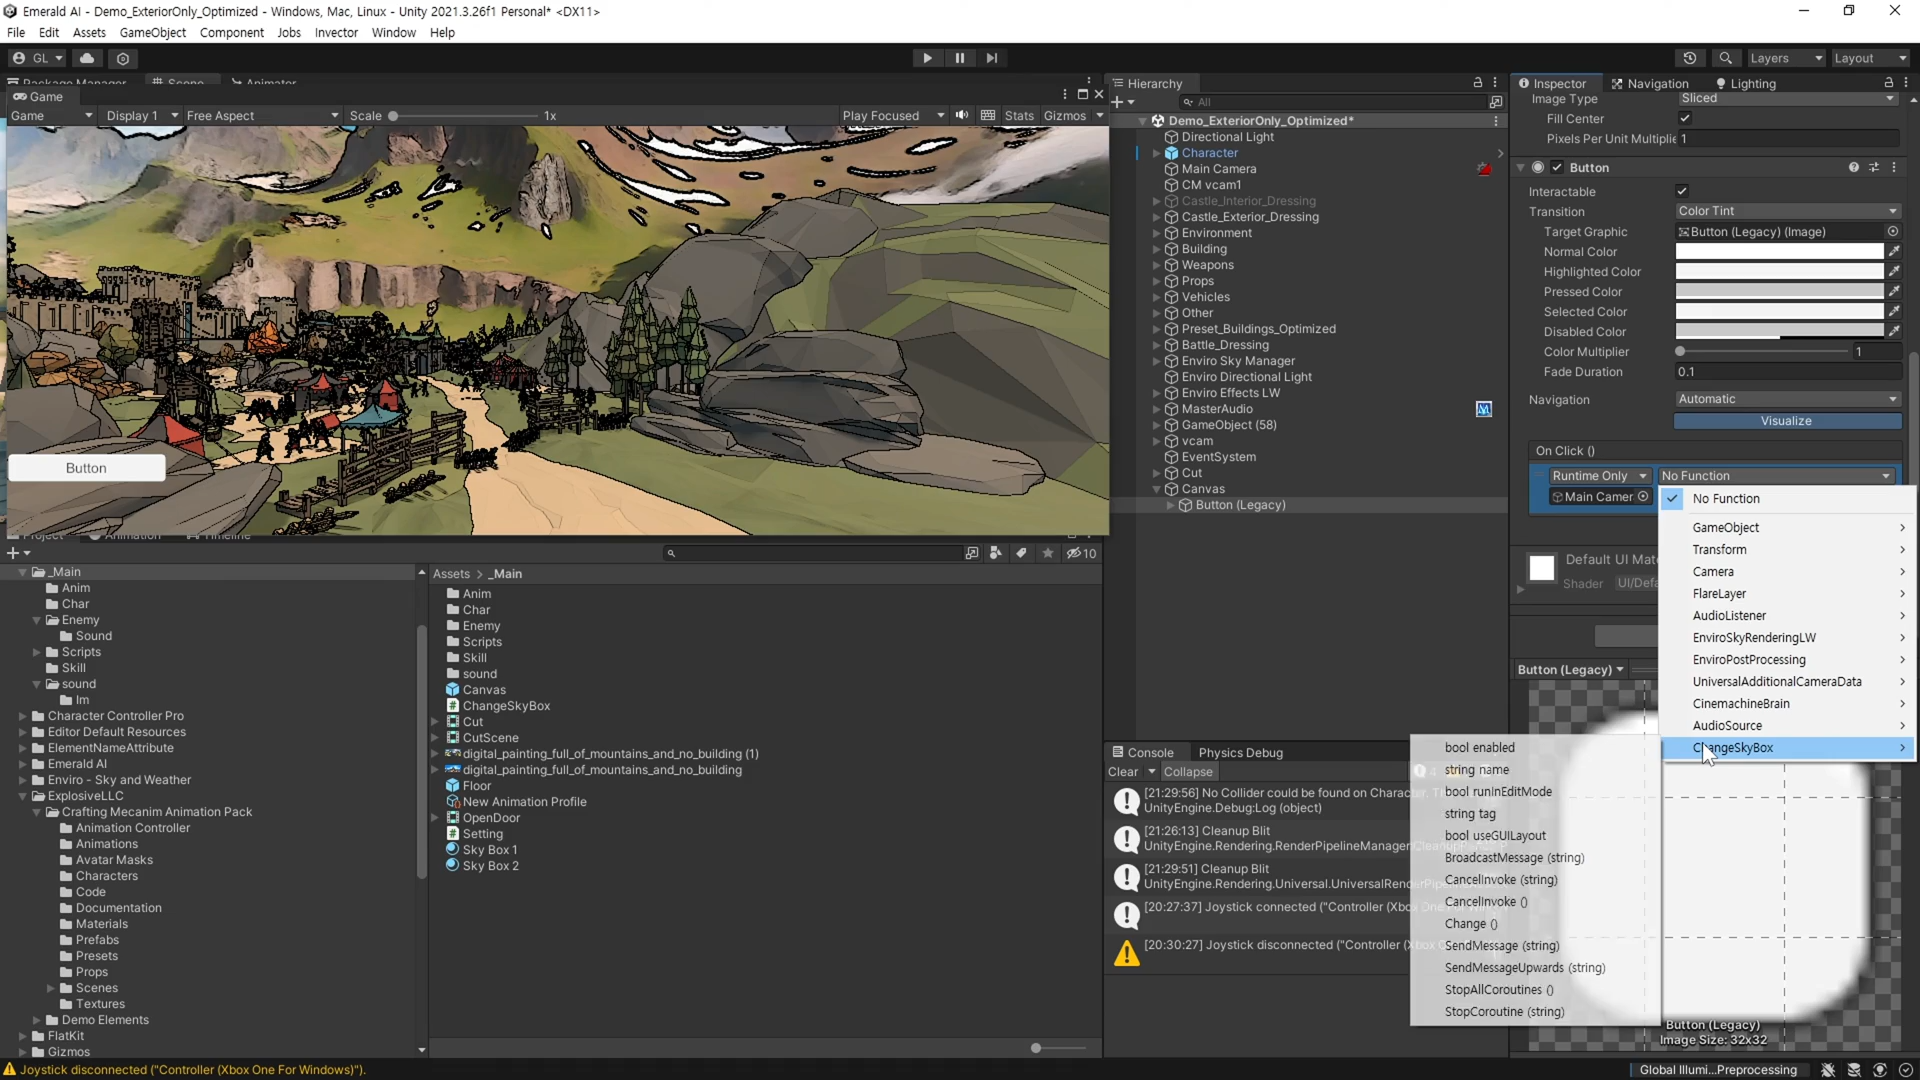 Emerald AI - Demo_ExteriorOnly_Optimized - Windows, Mac, Linux - Unity 2021.3.26f1 Personal* <DX11>
File Edit Assets GameObject Component Jobs Invector Window Help
GL
Layers
Layout
Package Manager
Scene
Animator
Game
Game
Display 1
Free Aspect
Scale
1x
Play Focused
Stats
Gizmos
Button
Hierarchy
All
Demo_ExteriorOnly_Optimized*
Directional Light
Character
Main Camera
CM vcam1
Castle_Interior_Dressing
Castle_Exterior_Dressing
Environment
Building
Weapons
Props
Vehicles
Other
Preset_Buildings_Optimized
Battle_Dressing
Enviro Sky Manager
Enviro Directional Light
Enviro Effects LW
MasterAudio
GameObject (58)
vcam
EventSystem
Cut
Canvas
Button (Legacy)
Inspector
Navigation
Lighting
Image Type
Sliced
Fill Center
Pixels Per Unit Multiplie
1
Button
Interactable
Transition
Color Tint
Target Graphic
Button (Legacy) (Image)
Normal Color
Highlighted Color
Pressed Color
Selected Color
Disabled Color
Color Multiplier
1
Fade Duration
0.1
Navigation
Automatic
Visualize
On Click ()
Runtime Only
No Function
Main Camer
No Function
GameObject
Transform
Camera
FlareLayer
AudioListener
EnviroSkyRenderingLW
EnviroPostProcessing
UniversalAdditionalCameraData
CinemachineBrain
AudioSource
ChangeSkyBox
Default UI Mate
Shader
UI/Defa
Button (Legacy)
bool enabled
string name
bool runInEditMode
string tag
bool useGUILayout
BroadcastMessage (string)
CancelInvoke (string)
CancelInvoke ()
Change ()
SendMessage (string)
SendMessageUpwards (string)
StopAllCoroutines ()
StopCoroutine (string)
Button (Legacy)
Image Size: 32x32
Project
Animation
Timeline
10
_Main
Anim
Char
Enemy
Sound
Scripts
Skill
sound
Im
Character Controller Pro
Editor Default Resources
ElementNameAttribute
Emerald AI
Enviro - Sky and Weather
ExplosiveLLC
Crafting Mecanim Animation Pack
Animation Controller
Animations
Avatar Masks
Characters
Code
Documentation
Materials
Prefabs
Presets
Props
Scenes
Textures
Demo Elements
FlatKit
Gizmos
Assets > _Main
Anim
Char
Enemy
Scripts
Skill
sound
Canvas
ChangeSkyBox
Cut
CutScene
digital_painting_full_of_mountains_and_no_building (1)
digital_painting_full_of_mountains_and_no_building
Floor
New Animation Profile
OpenDoor
Setting
Sky Box 1
Sky Box 2
Console
Physics Debug
Clear
Collapse
[21:29:56] No Collider could be found on Character.
UnityEngine.Debug:Log (object)
[21:26:13] Cleanup Blit
UnityEngine.Rendering.RenderPipelineManager
[21:29:51] Cleanup Blit
UnityEngine.Rendering.Universal.UniversalRender
[20:27:37] Joystick connected ("Controller (Xbox
[20:30:27] Joystick disconnected ("Controller (Xbox
Joystick disconnected ("Controller (Xbox One For Windows)").
Global Illumi...Preprocessing